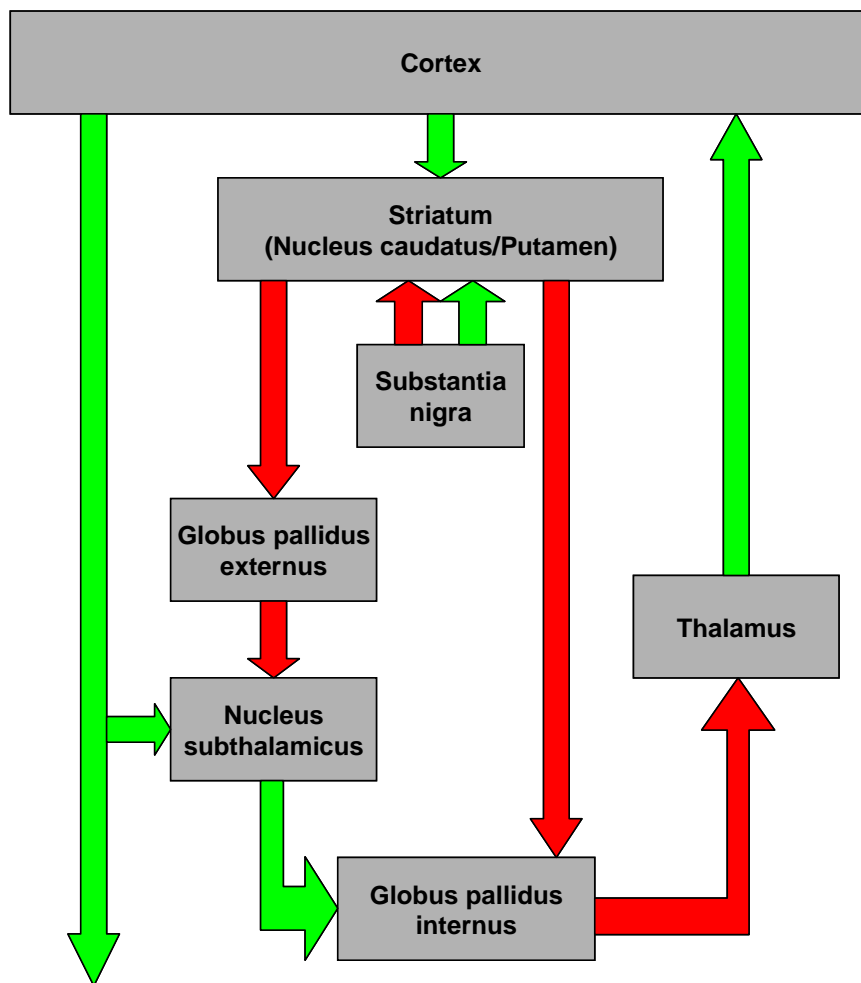 Cortex
Striatum
(Nucleus caudatus/Putamen)
Substantia
nigra
Globus pallidus
externus
Thalamus
Nucleus
subthalamicus
Globus pallidus
internus